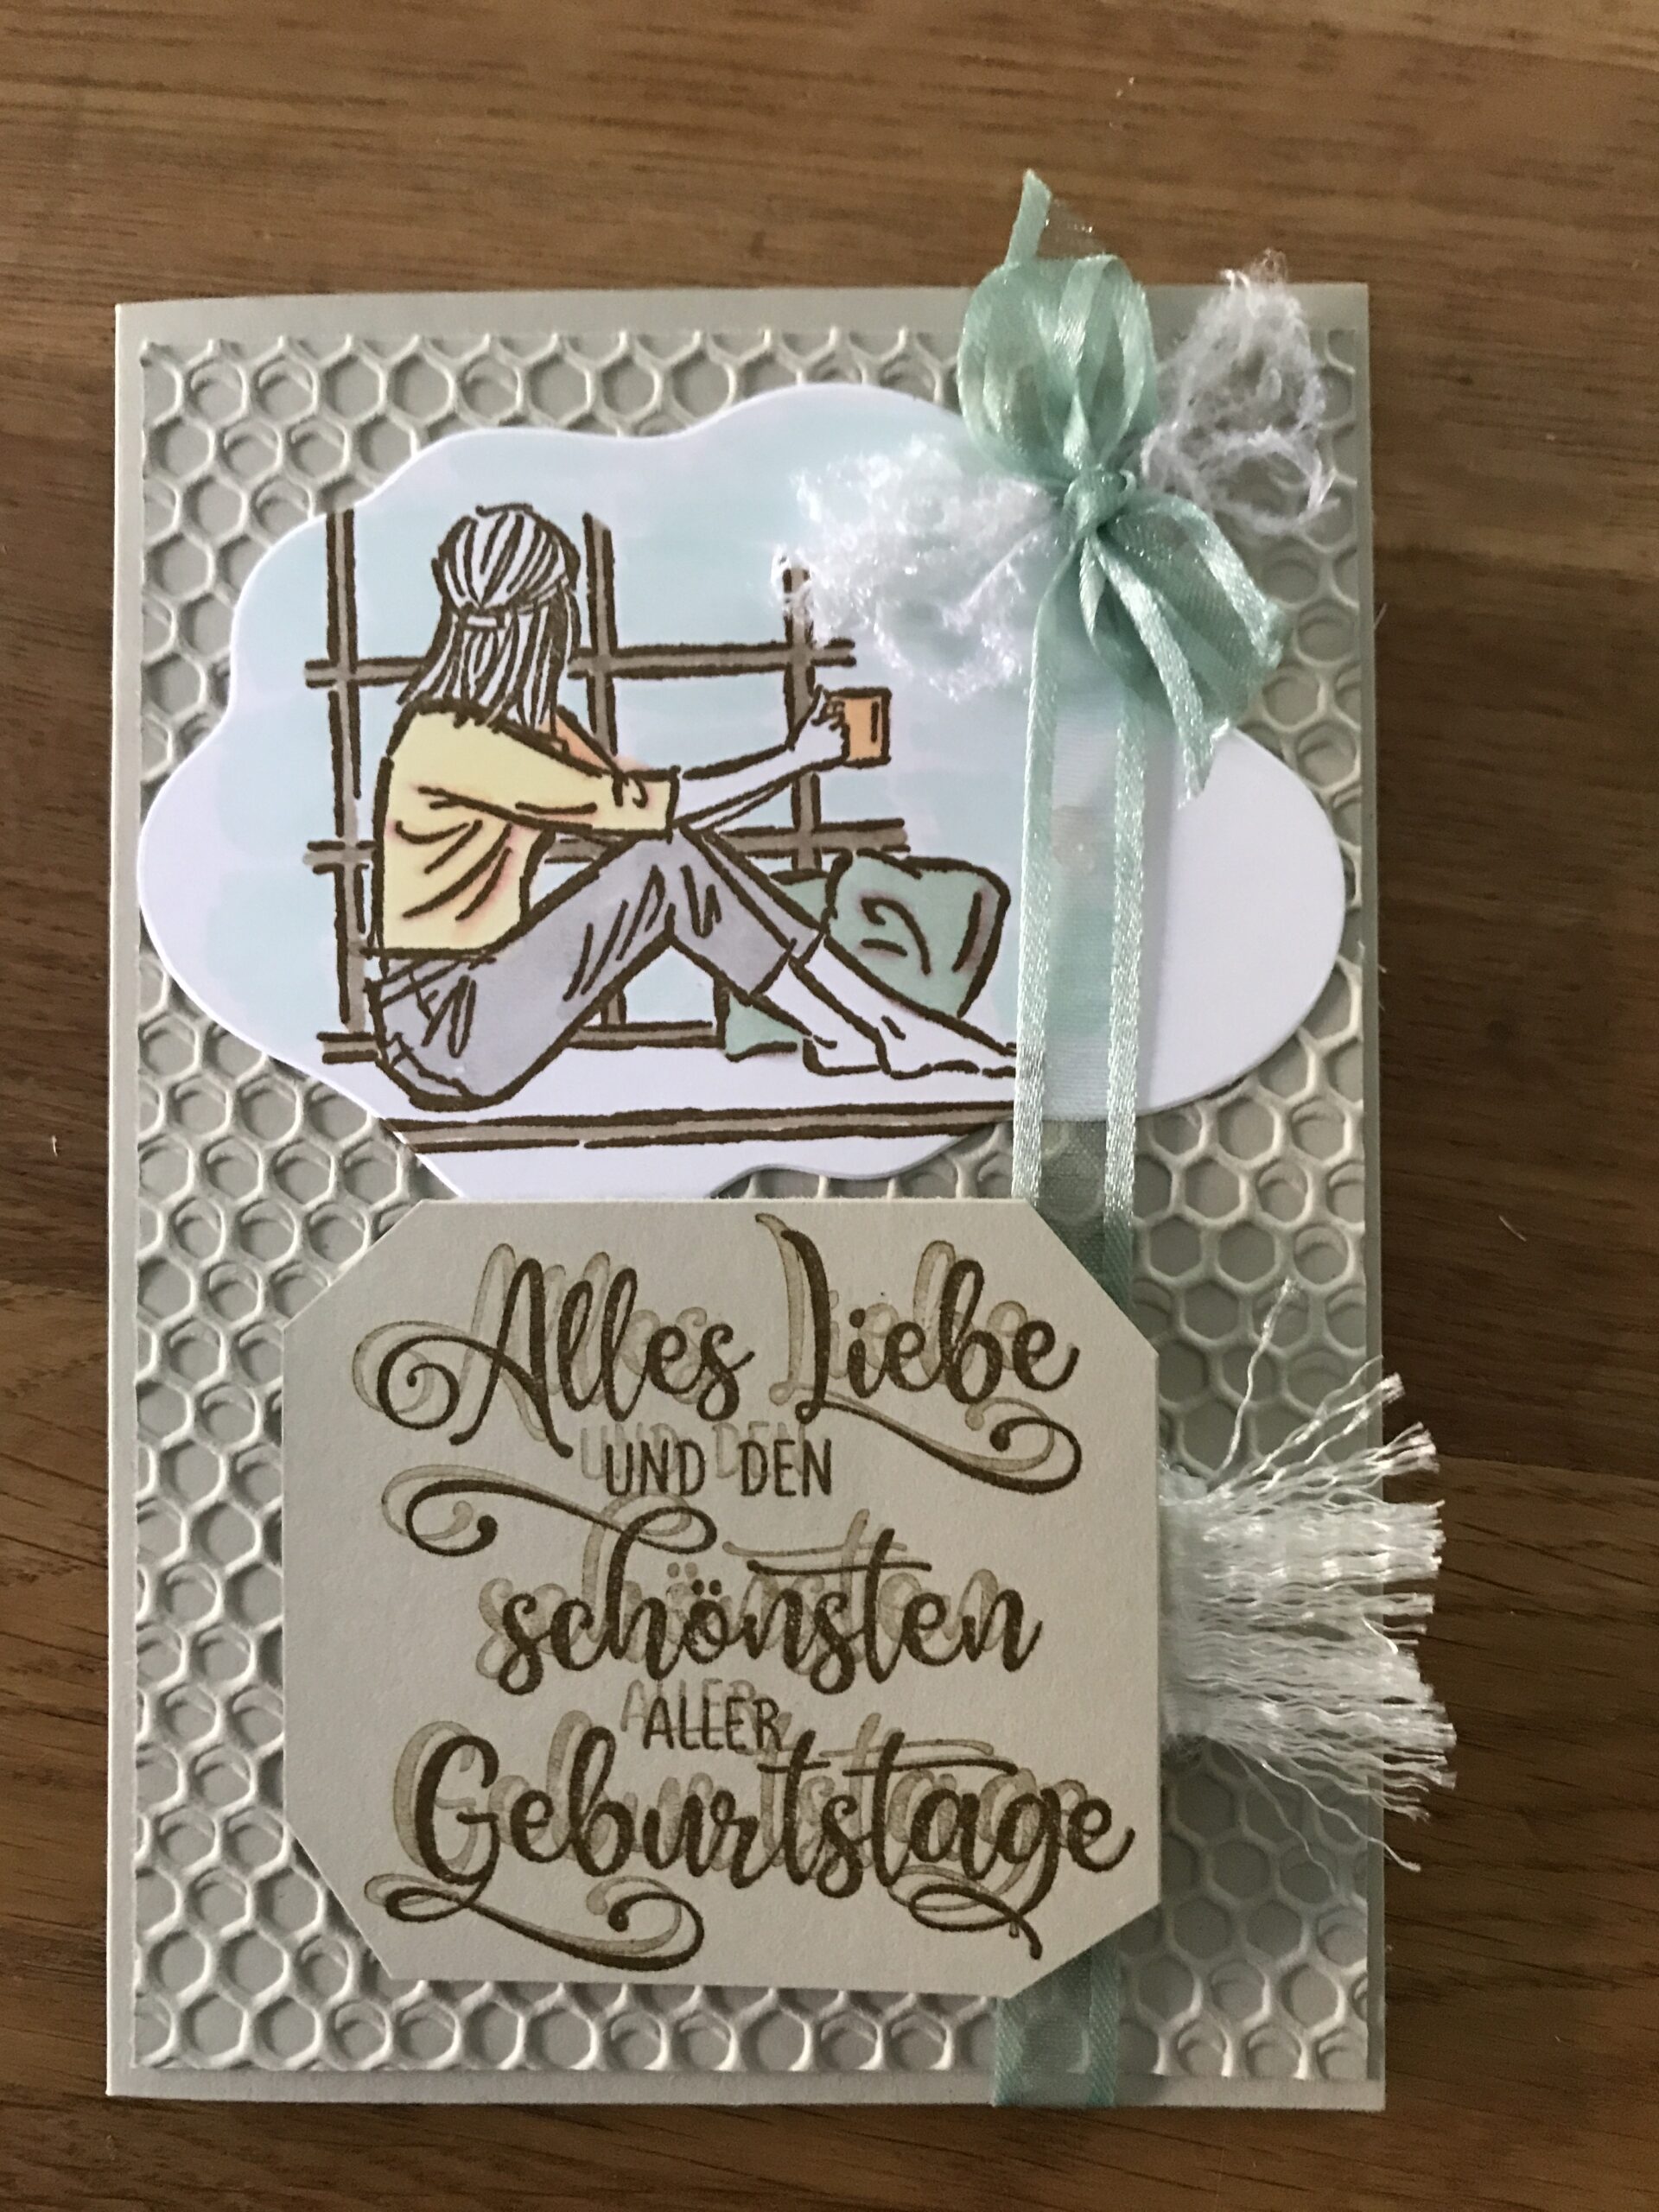 Alles Liebe
UND DEN
schönsten
ALLER
Geburtstage